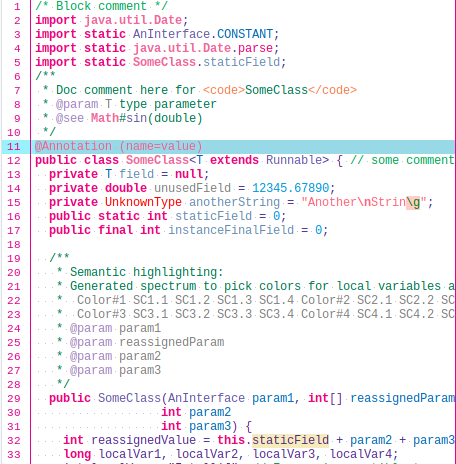 1 /* Block comment */
2 import java.util.Date;
3 import static AnInterface.CONSTANT;
4 import static java.util.Date.parse;
5 import static SomeClass.staticField;
6 /**
7  * Doc comment here for <code>SomeClass</code>
8  * @param T type parameter
9  * @see Math#sin(double)
10  */
11 @Annotation (name=value)
12 public class SomeClass<T extends Runnable> { // some comment
13   private T field = null;
14   private double unusedField = 12345.67890;
15   private UnknownType anotherString = "Another\nStrin\g";
16   public static int staticField = 0;
17   public final int instanceFinalField = 0;
18
19   /**
20    * Semantic highlighting:
21    * Generated spectrum to pick colors for local variables a
22    *  Color#1 SC1.1 SC1.2 SC1.3 SC1.4 Color#2 SC2.1 SC2.2 SC
23    *  Color#3 SC3.1 SC3.2 SC3.3 SC3.4 Color#4 SC4.1 SC4.2 SC
24    * @param param1
25    * @param reassignedParam
26    * @param param2
27    * @param param3
28    */
29   public SomeClass(AnInterface param1, int[] reassignedParam
30                   int param2
31                   int param3) {
32     int reassignedValue = this.staticField + param2 + param3
33     long localVar1, localVar2, localVar3, localVar4;